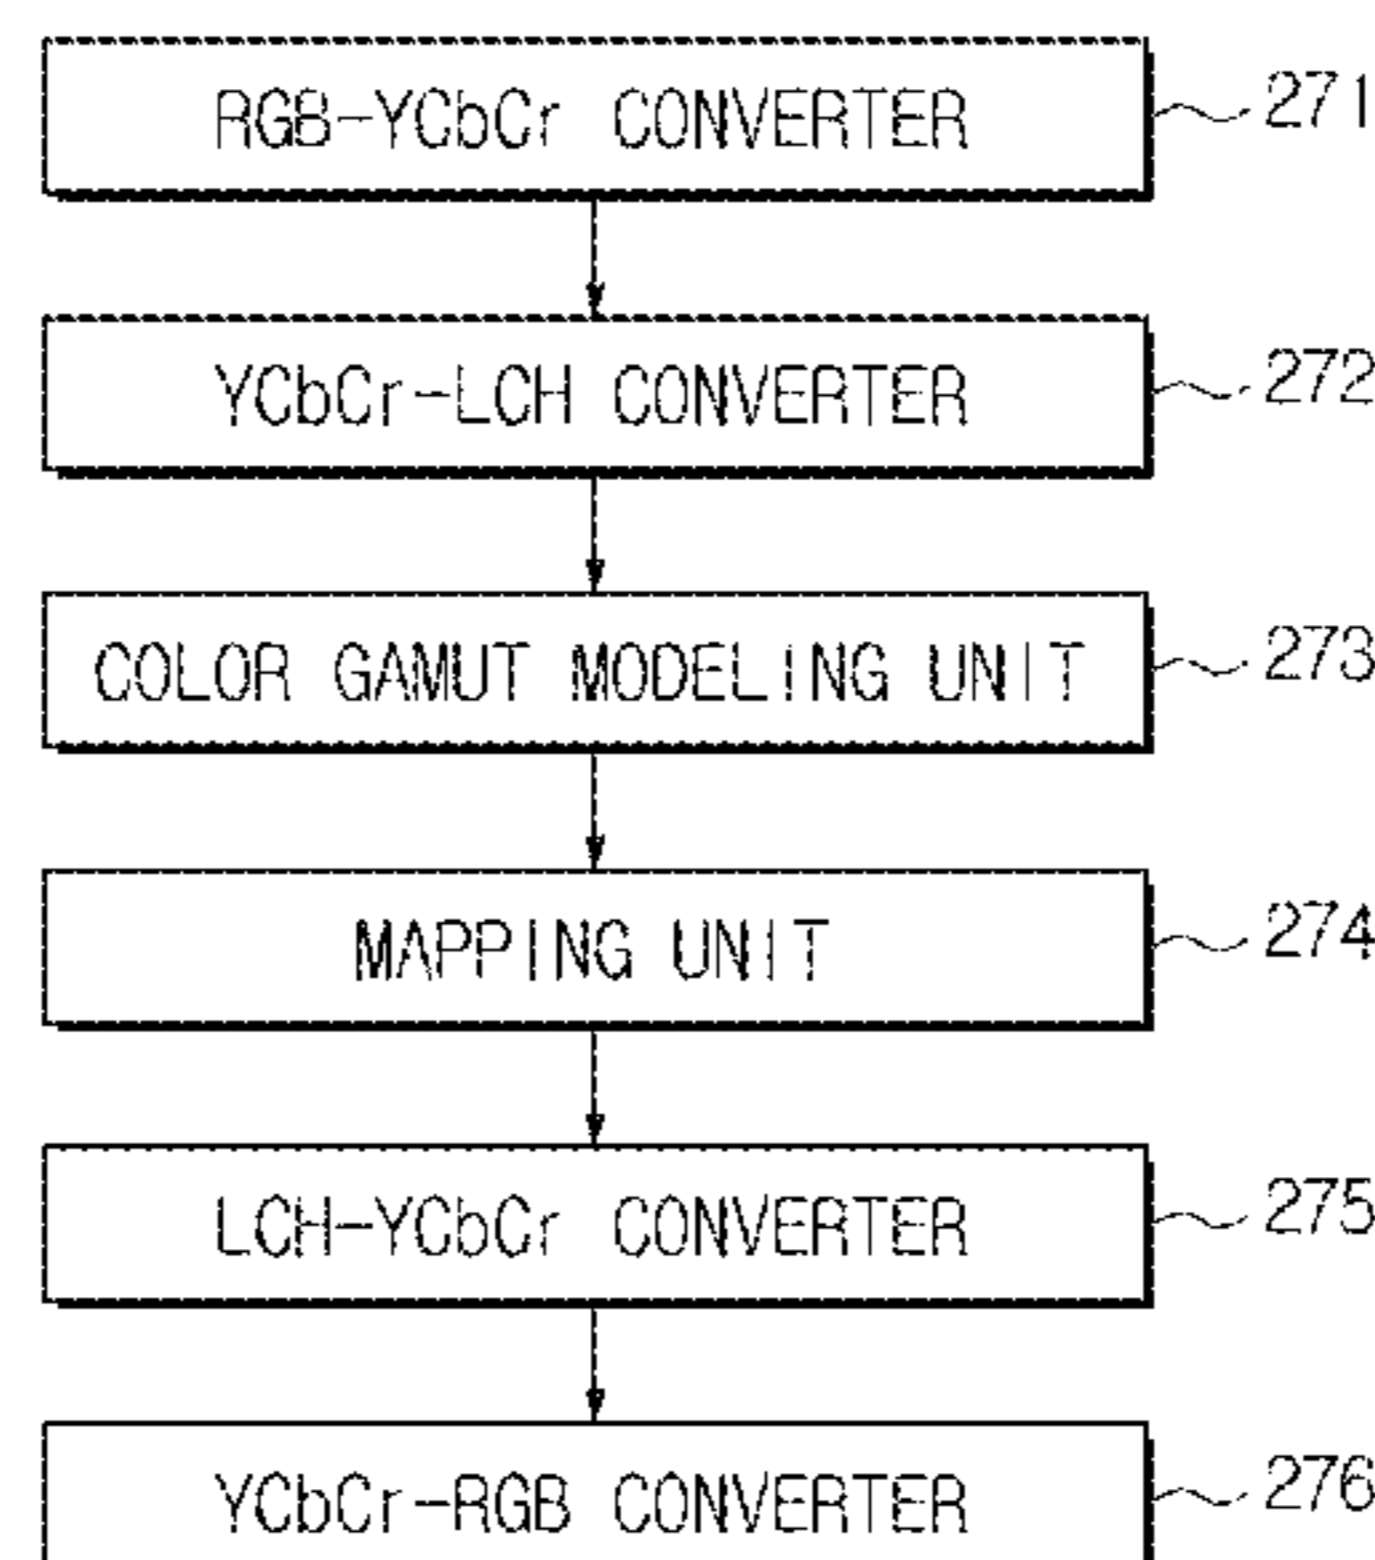 RGB-YCbCr CONVERTER 271
YCbCr-LCH CONVERTER 272
COLOR GAMUT MODELING UNIT 273
MAPPING UNIT 274
LCH-YCbCr CONVERTER 275
YCbCr-RGB CONVERTER 276